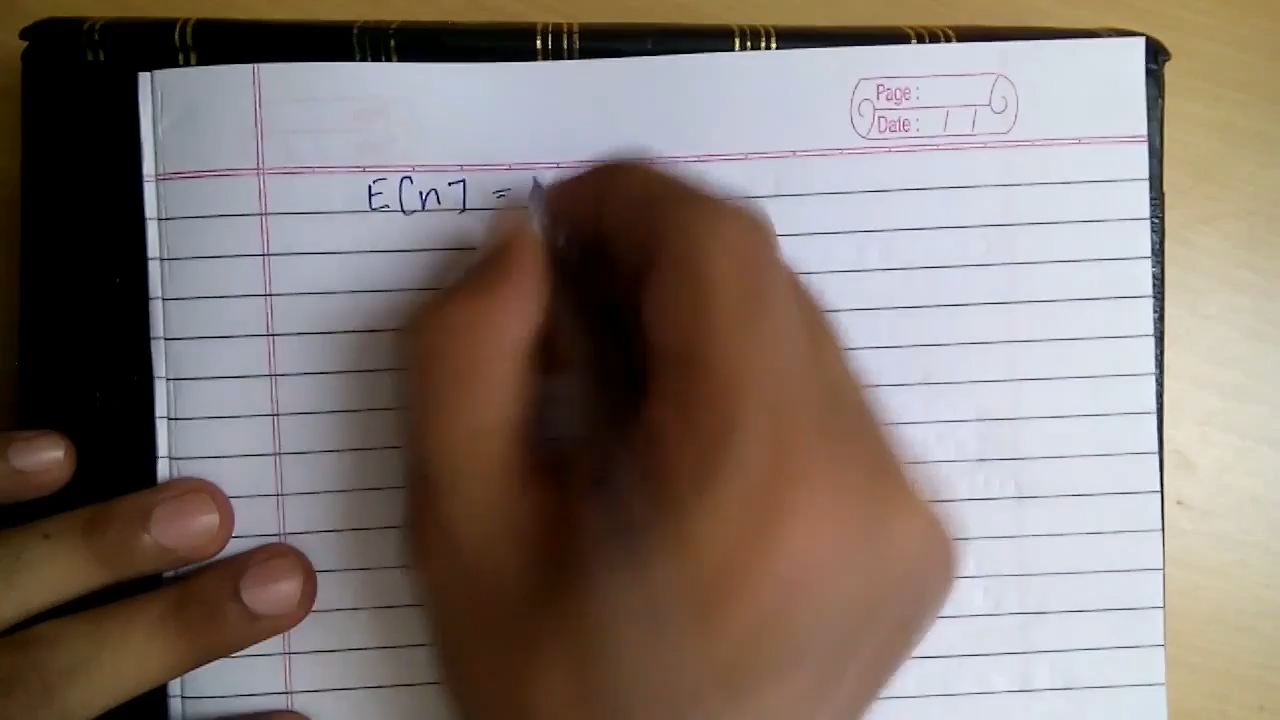 Page :
Date : / /
E[n] =